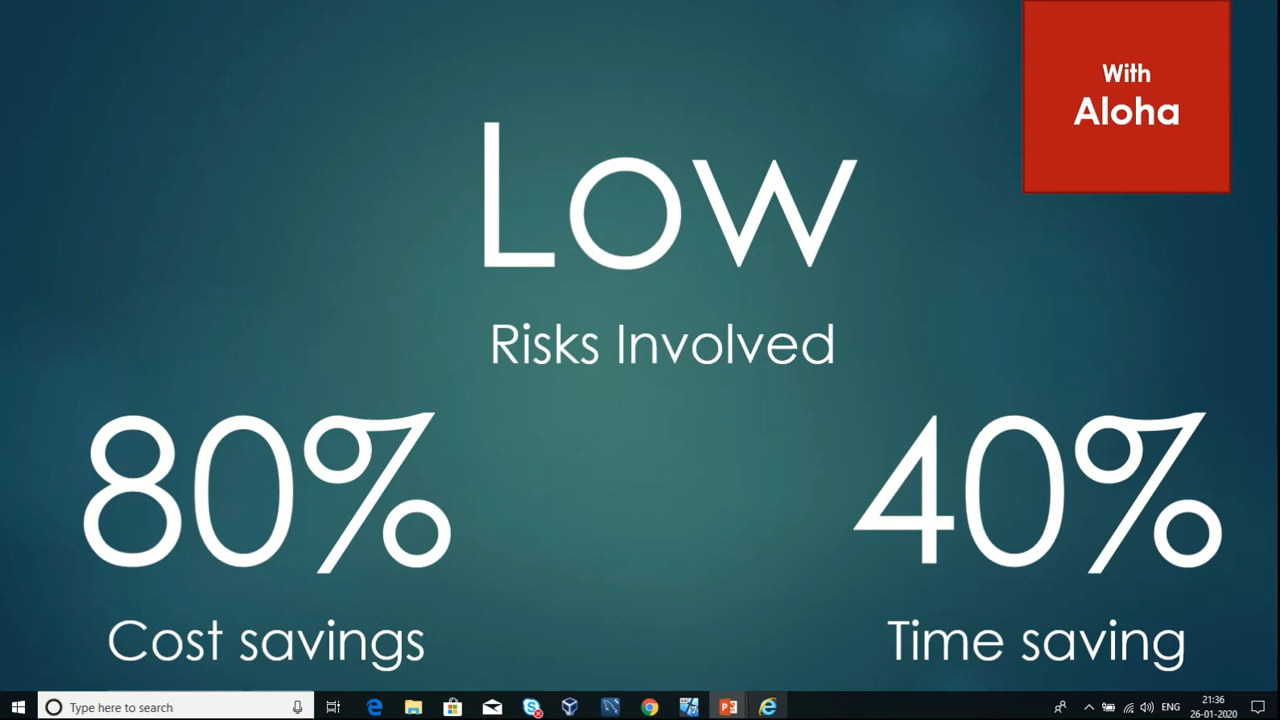 With
Aloha
Low
Risks Involved
80%
40%
Cost savings
Time saving
Type here to search
ENG
21:36
26-01-2020